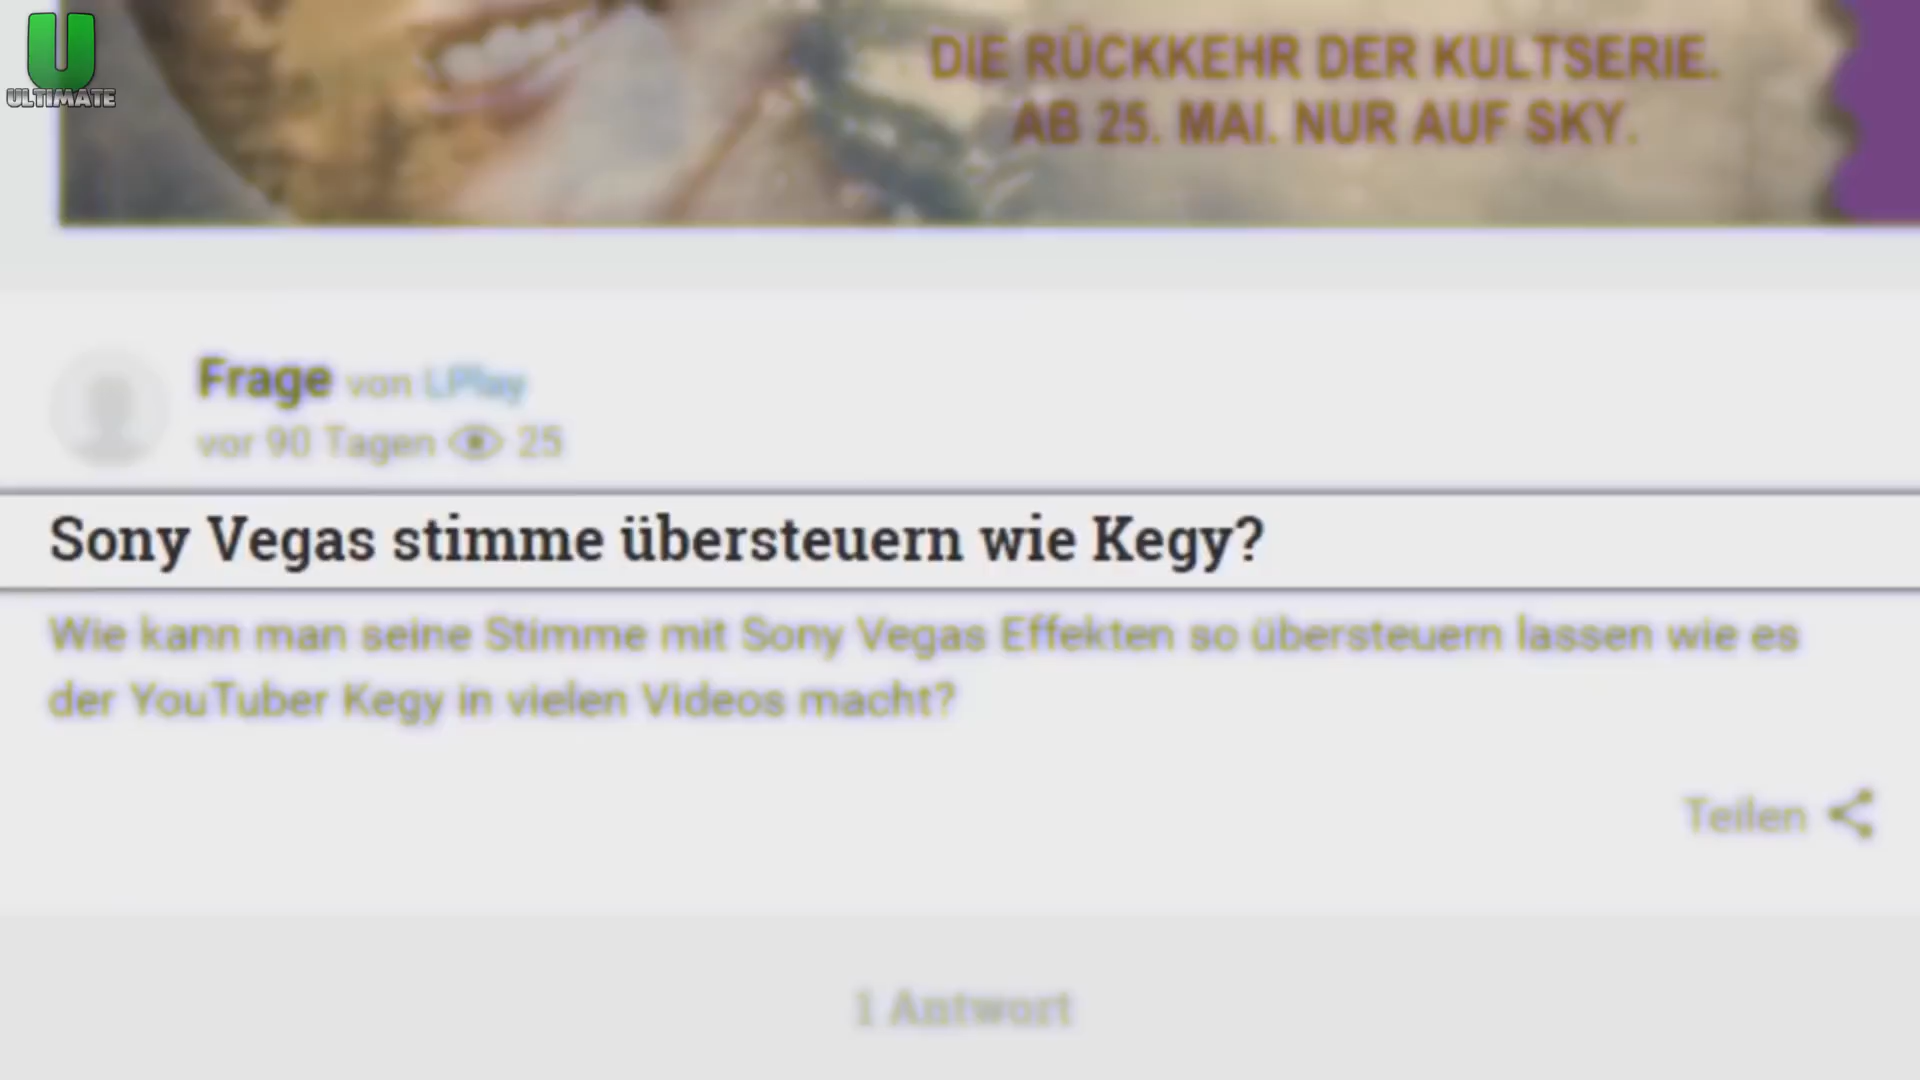 U
ULTIMATE
DIE RÜCKKEHR DER KULTSERIE.
AB 25. MAI. NUR AUF SKY.
Frage von LPlay
vor 90 Tagen 25
Sony Vegas stimme übersteuern wie Kegy?
Wie kann man seine Stimme mit Sony Vegas Effekten so übersteuern lassen wie es
der YouTuber Kegy in vielen Videos macht?
Teilen
1 Antwort